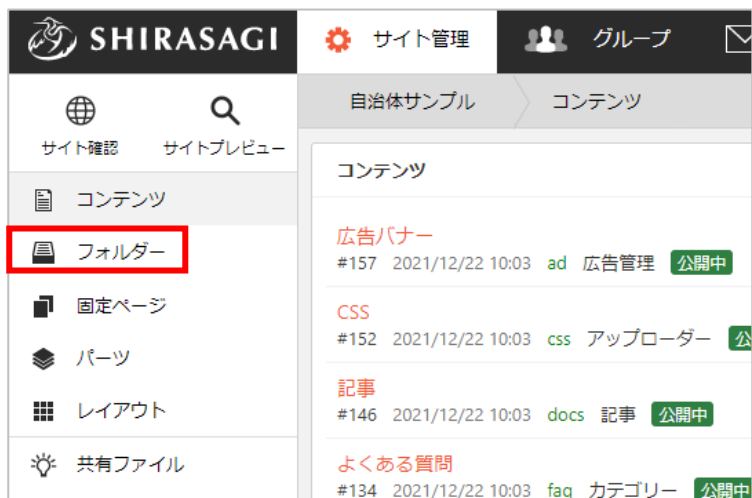 SHIRASAGI サイト管理 グループ
サイト確認 サイトプレビュー
自治体サンプル コンテンツ
コンテンツ
フォルダー
固定ページ
パーツ
レイアウト
共有ファイル
コンテンツ
広告バナー
#157 2021/12/22 10:03 ad 広告管理 公開中
CSS
#152 2021/12/22 10:03 css アップローダー 公
記事
#146 2021/12/22 10:03 docs 記事 公開中
よくある質問
#134 2021/12/22 10:03 faq カテゴリー 公開中